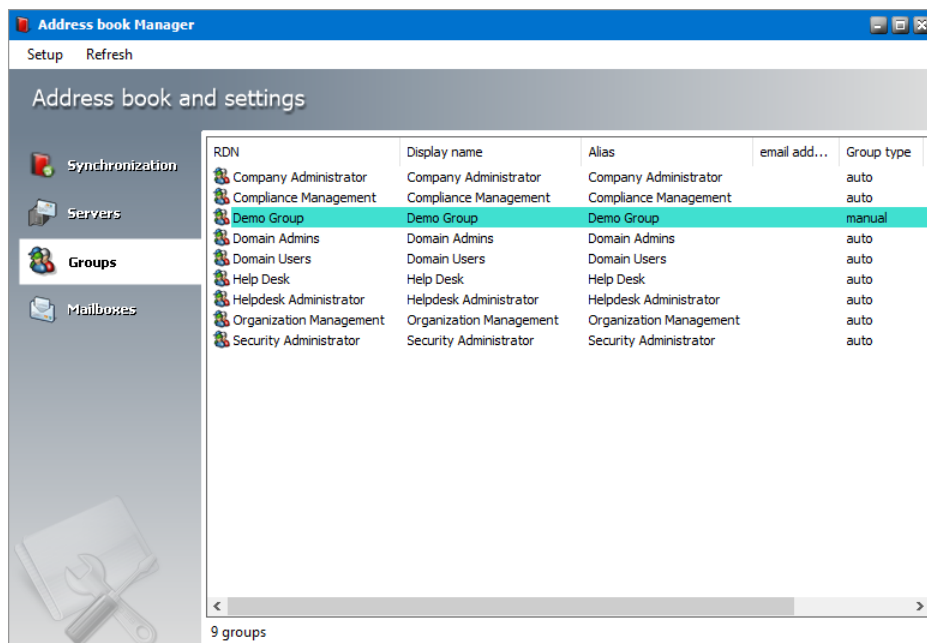 Address book Manager
Setup Refresh
Address book and settings
Synchronization
Servers
Groups
Mailboxes
RDN Display name Alias email add... Group type
Company Administrator Company Administrator Company Administrator auto
Compliance Management Compliance Management Compliance Management auto
Demo Group Demo Group Demo Group manual
Domain Admins Domain Admins Domain Admins auto
Domain Users Domain Users Domain Users auto
Help Desk Help Desk Help Desk auto
Helpdesk Administrator Helpdesk Administrator Helpdesk Administrator auto
Organization Management Organization Management Organization Management auto
Security Administrator Security Administrator Security Administrator auto
9 groups